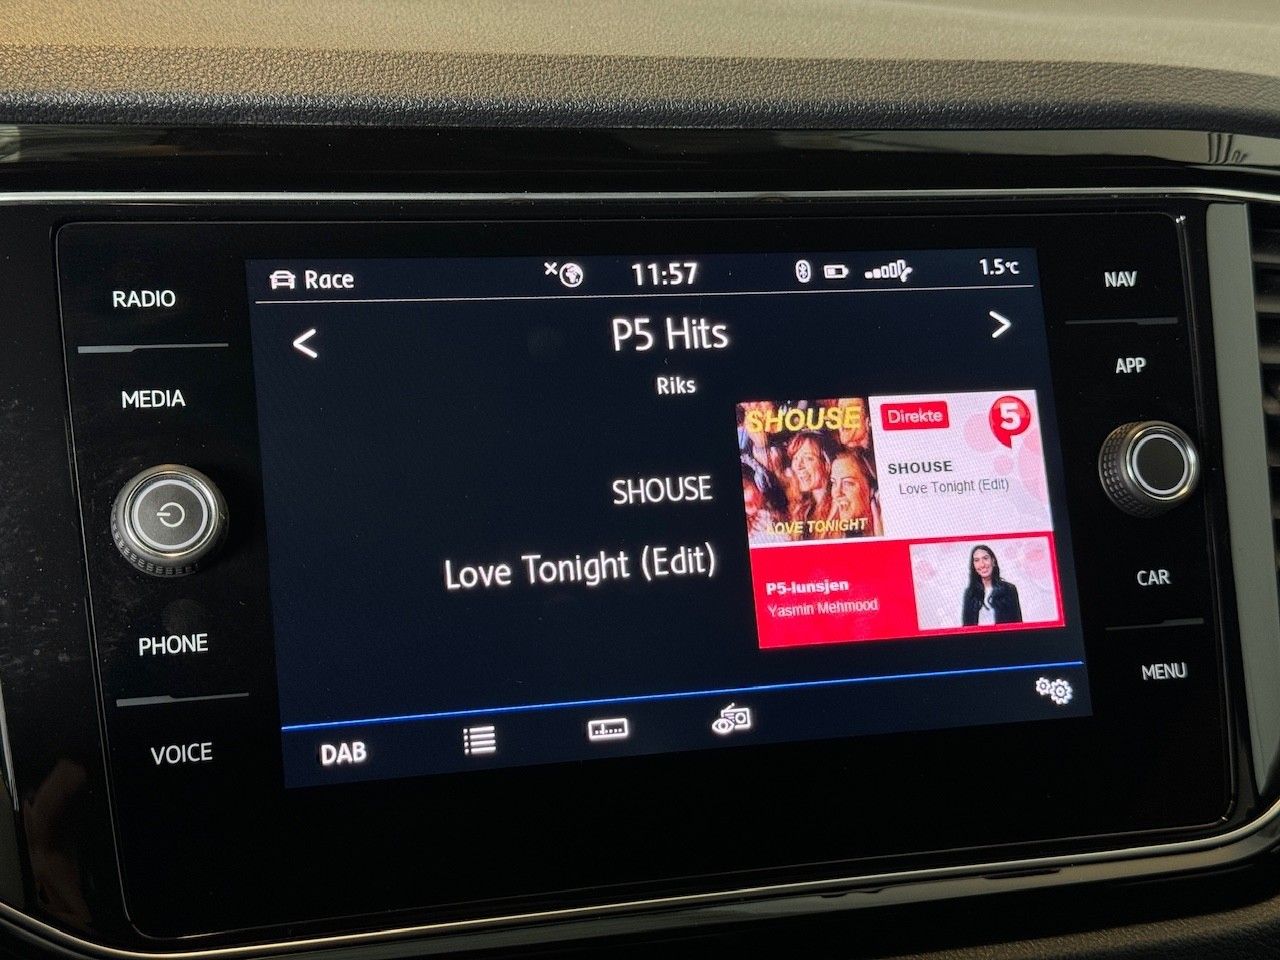 RADIO
MEDIA
PHONE
VOICE
Race
11:57
1.5°C
<
P5 Hits
>
Riks
SHOUSE
Love Tonight (Edit)
SHOUSE
LOVE TONIGHT
Direkte
5
SHOUSE
Love Tonight (Edit)
P5-lunsjen
Yasmin Mehmood
DAB
NAV
APP
CAR
MENU